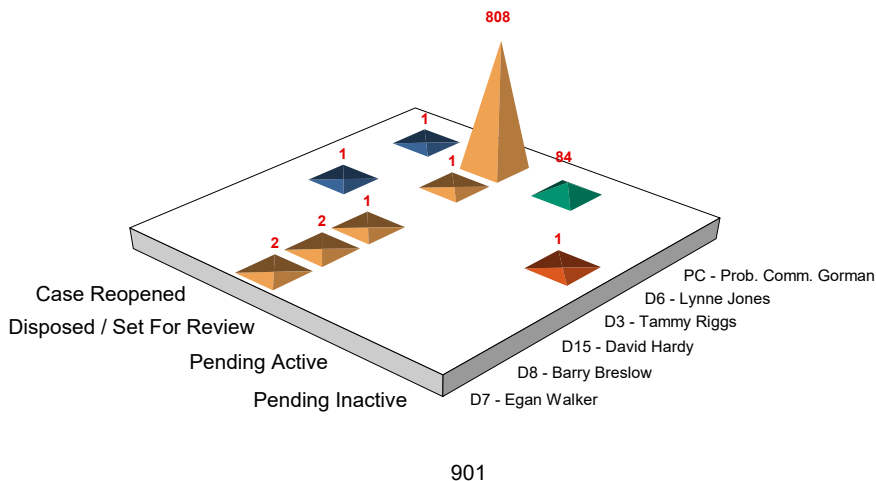 808
1
84
1
1
1
2
2
1
PC - Prob. Comm. Gorman
Case Reopened
D6 - Lynne Jones
Disposed / Set For Review
D3 - Tammy Riggs
D15 - David Hardy
Pending Active
D8 - Barry Breslow
Pending Inactive
D7 - Egan Walker
901